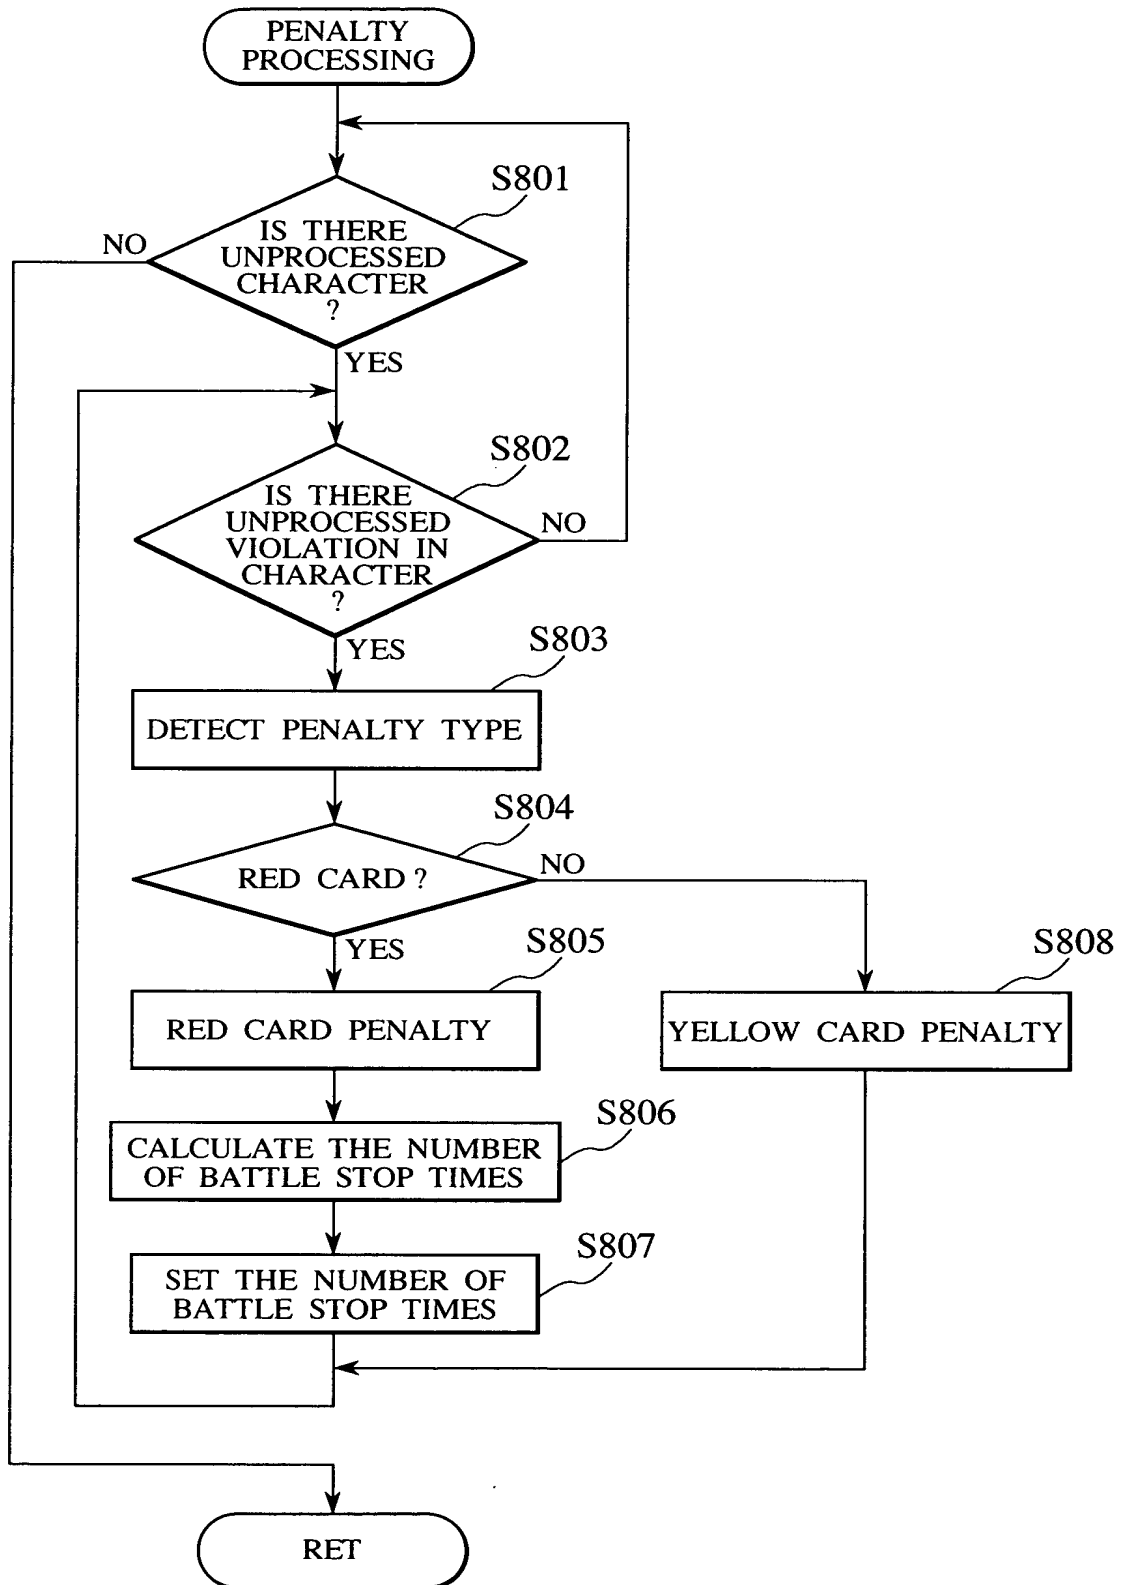 PENALTY
PROCESSING
S801
NO
IS THERE
UNPROCESSED
CHARACTER
?
YES
S802
IS THERE
UNPROCESSED
VIOLATION IN
CHARACTER
?
NO
YES
S803
DETECT PENALTY TYPE
S804
RED CARD ?
NO
YES
S805
RED CARD PENALTY
S808
YELLOW CARD PENALTY
S806
CALCULATE THE NUMBER
OF BATTLE STOP TIMES
S807
SET THE NUMBER OF
BATTLE STOP TIMES
RET